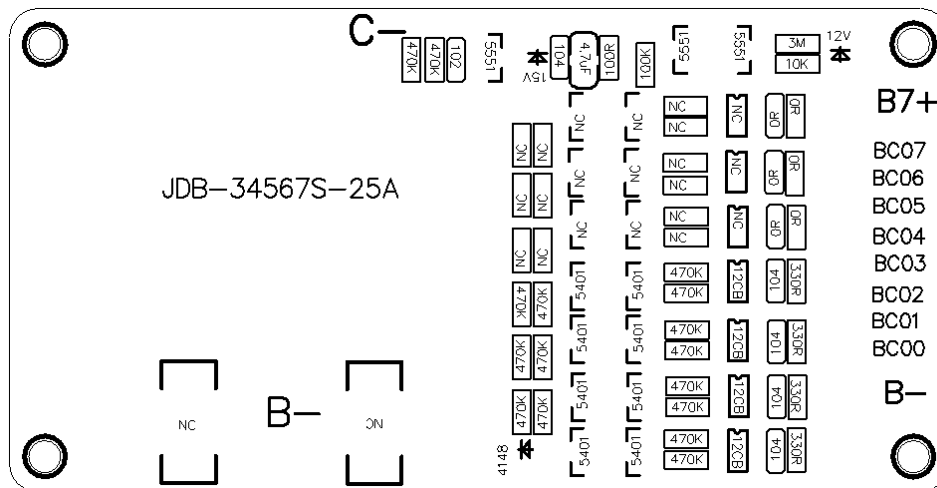 C-
470K
470K
102
5551
15V
104
4.7uF
100R
100K
5551
5551
3M
10K
12V
B7+
NC
NC
NC
NC
NC
0R
0R
NC
NC
BC07
NC
NC
NC
NC
NC
0R
0R
BC06
JDB-34567S-25A
NC
NC
BC05
NC
NC
NC
NC
NC
0R
0R
BC04
NC
NC
BC03
5401
5401
470K
470K
12CB
104
330R
BC02
470K
470K
BC01
5401
5401
470K
470K
12CB
104
330R
BC00
470K
470K
B-
5401
5401
470K
470K
12CB
104
330R
B-
NC
NC
470K
470K
4148
5401
5401
470K
470K
12CB
104
330R